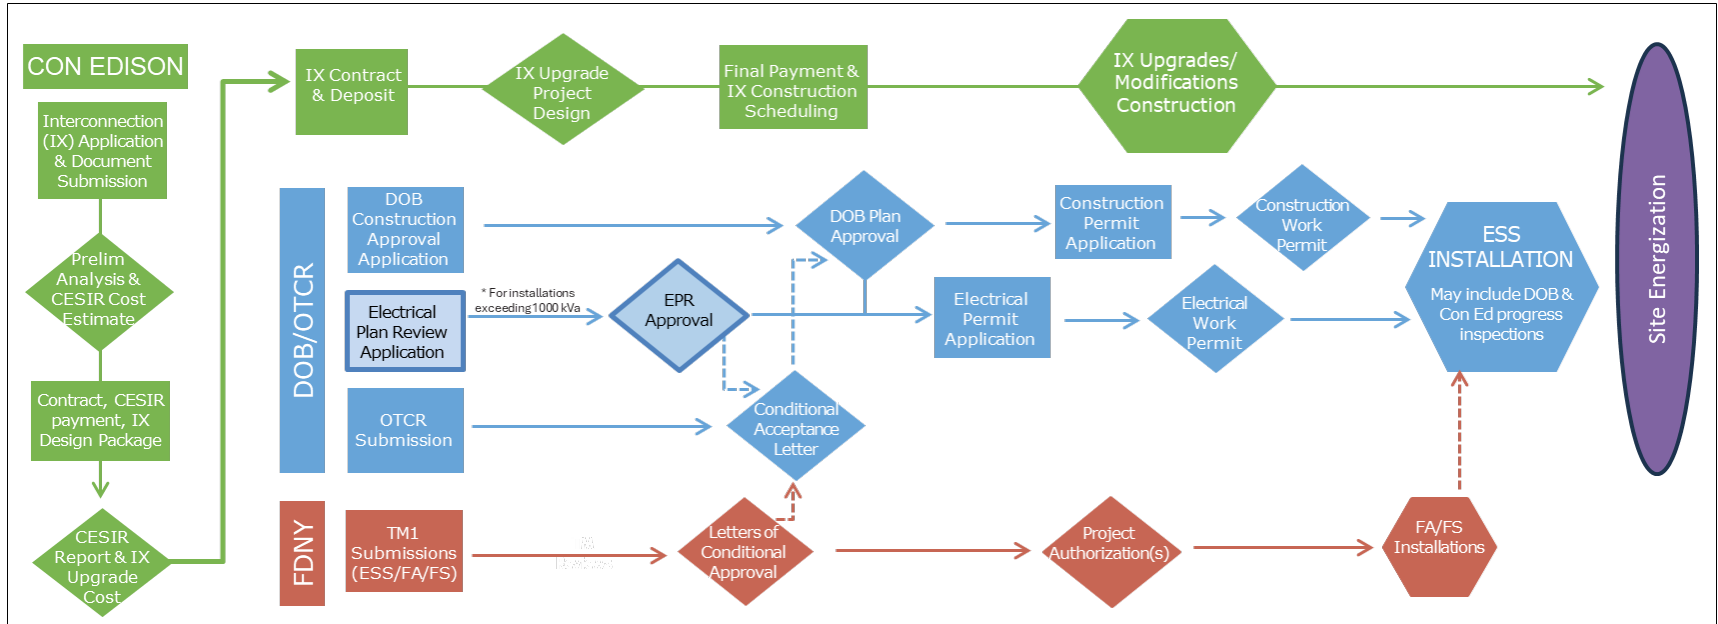 CON EDISON
Interconnection
(IX) Application
& Document
Submission
Prelim
Analysis &
CESIR Cost
Estimate
Contract, CESIR
payment, IX
Design Package
CESIR
Report & IX
Upgrade
Cost
IX Contract
& Deposit
IX Upgrade
Project
Design
Final Payment &
IX Construction
Scheduling
IX Upgrades/
Modifications
Construction
DOB/OTCR
DOB
Construction
Approval
Application
DOB Plan
Approval
Construction
Permit
Application
Construction
Work
Permit
Electrical
Plan Review
Application
* For installations
exceeding 1000 kVa
EPR
Approval
Electrical
Permit
Application
Electrical
Work
Permit
ESS
INSTALLATION
May include DOB &
Con Ed progress
inspections
OTCR
Submission
Conditional
Acceptance
Letter
FDNY
TM1
Submissions
(ESS/FA/FS)
Letters of
Conditional
Approval
Project
Authorization(s)
FA/FS
Installations
Site Energization